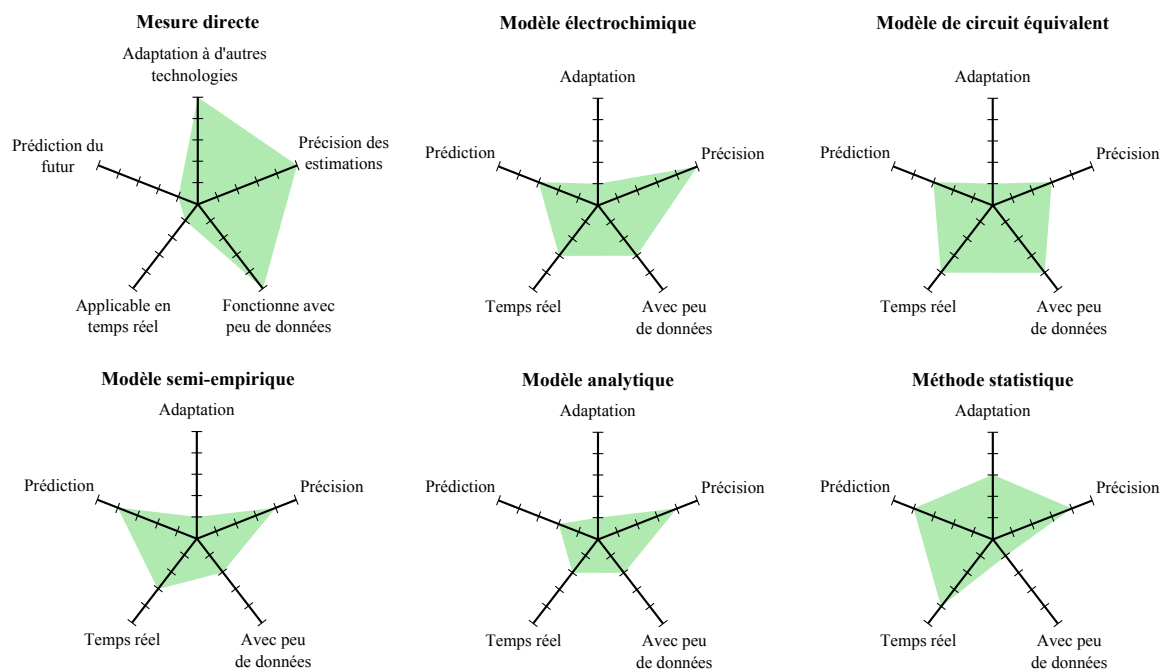 Mesure directe
Adaptation à d'autres
technologies
Précision des
estimations
Prédiction du
futur
Applicable en
temps réel
Fonctionne avec
peu de données
Modèle électrochimique
Adaptation
Prédiction
Précision
Temps réel
Avec peu
de données
Modèle de circuit équivalent
Adaptation
Prédiction
Précision
Temps réel
Avec peu
de données
Modèle semi-empirique
Adaptation
Prédiction
Précision
Temps réel
Avec peu
de données
Modèle analytique
Adaptation
Prédiction
Précision
Temps réel
Avec peu
de données
Méthode statistique
Adaptation
Prédiction
Précision
Temps réel
Avec peu
de données